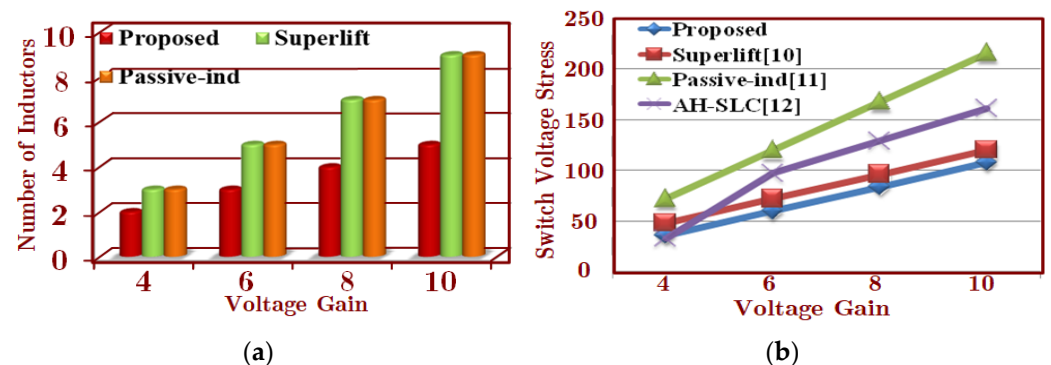 Number of Inductors
10
8
6
4
2
0
Proposed
Superlift
Passive-ind
4 6 8 10
Voltage Gain
(a)
Switch Voltage Stress
250
200
150
100
50
0
Proposed
Superlift[10]
Passive-ind[11]
AH-SLC[12]
4 6 8 10
Voltage Gain
(b)